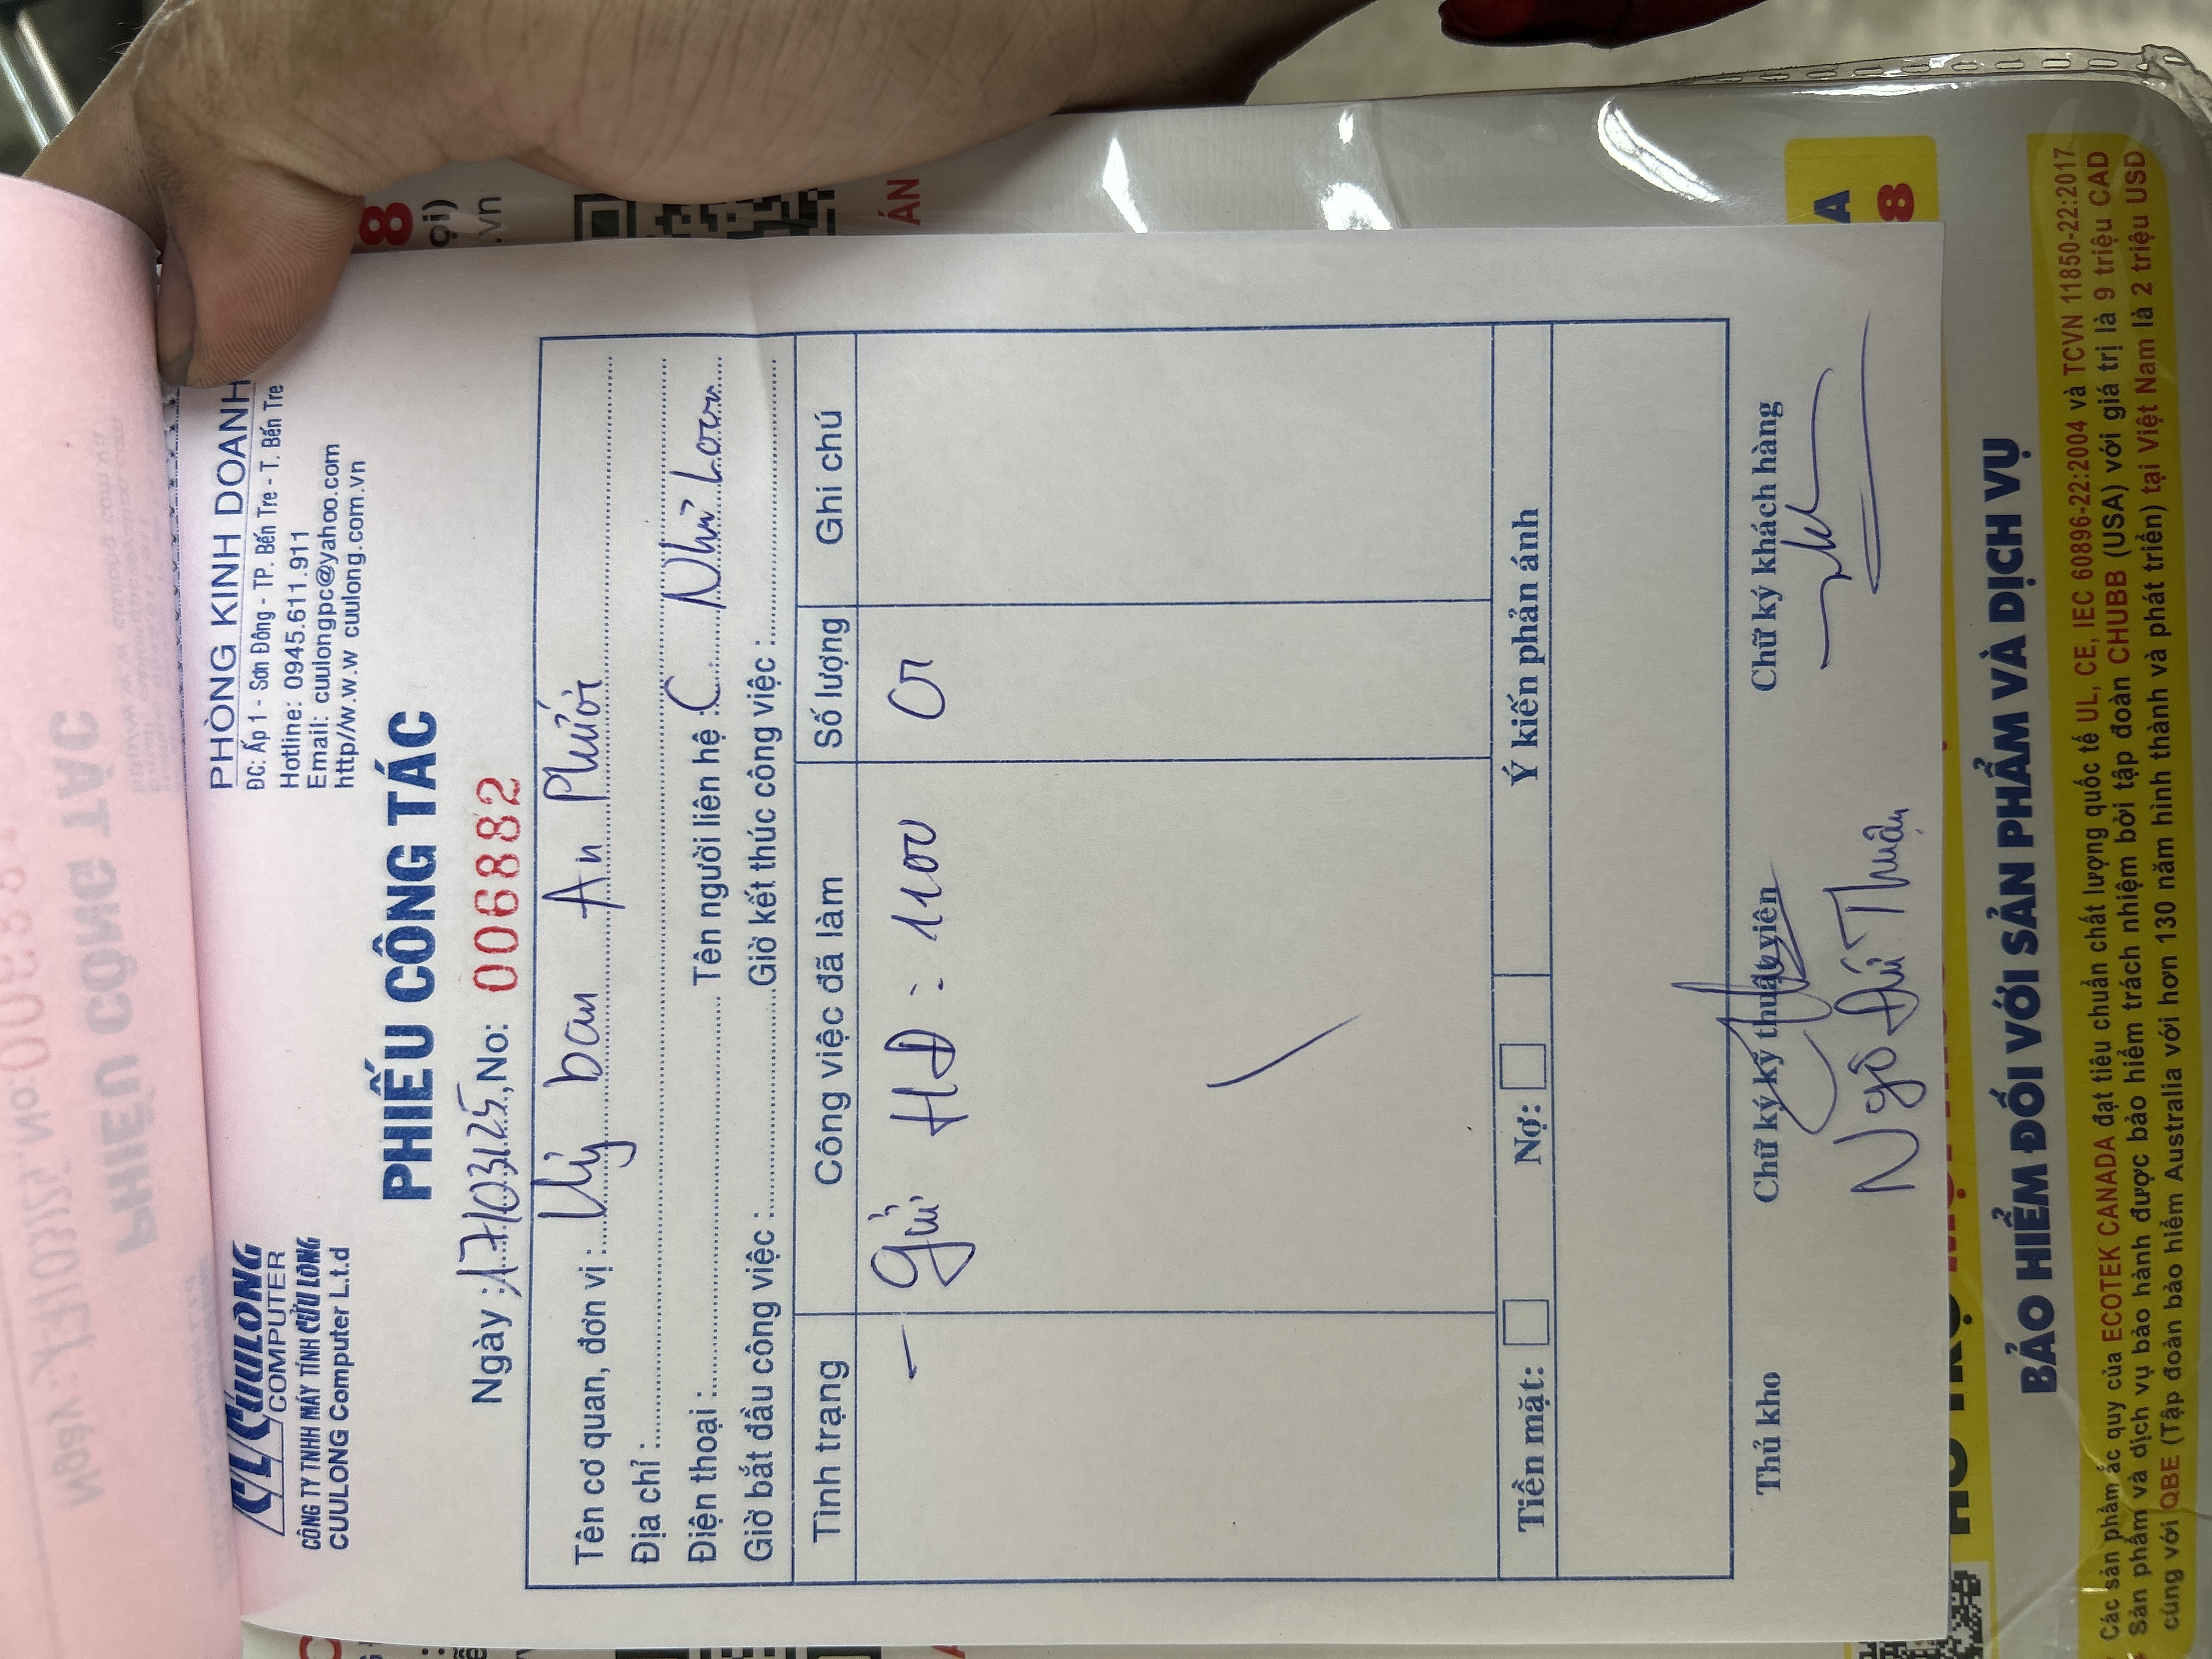 CL CỬULONG
COMPUTER
CÔNG TY TNHH MÁY TÍNH CỬU LONG
CUULONG Computer L.t.d
PHÒNG KINH DOANH
ĐC: Ấp 1 - Sơn Đông - TP. Bến Tre - T. Bến Tre
Hotline: 0945.611.911
Email: cuulongpc@yahoo.com
http//w.w.w cuulong.com.vn
PHIẾU CÔNG TÁC
Ngày : 17/03/25, No: 006882
Tên cơ quan, đơn vị : Uỷ ban An Phước
Địa chỉ :
Điện thoại : Tên người liên hệ : C Như Loan
Giờ bắt đầu công việc : Giờ kết thúc công việc :
Tình trạng Công việc đã làm Số lượng Ghi chú
- Gửi HĐ : 1100 01
Tiền mặt: Nợ: Ý kiến phản ánh
Thủ kho Chữ ký kỹ thuật viên Chữ ký khách hàng
Ngô Đức Thuận
BẢO HIỂM ĐỐI VỚI SẢN PHẨM VÀ DỊCH VỤ
Các sản phẩm ắc quy của ECOTEK CANADA đạt tiêu chuẩn chất lượng quốc tế UL, CE, IEC 60896-22:2004 và TCVN 11850-22:2017
Sản phẩm và dịch vụ bảo hành được bảo hiểm trách nhiệm bởi tập đoàn CHUBB (USA) với giá trị là 9 triệu CAD
cùng với QBE (Tập đoàn bảo hiểm Australia với hơn 130 năm hình thành và phát triển) tại Việt Nam là 2 triệu USD